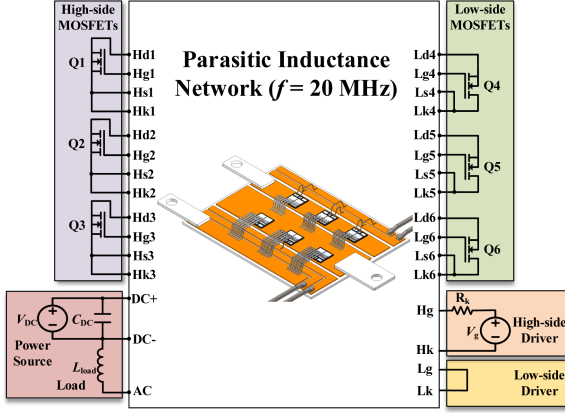 High-side
MOSFETs
Q1
Hd1
Hg1
Hs1
Hk1
Q2
Hd2
Hg2
Hs2
Hk2
Q3
Hd3
Hg3
Hs3
Hk3
VDC
CDC
Power
Source
Lload
Load
DC+
DC-
AC
Parasitic Inductance
Network (f = 20 MHz)
Low-side
MOSFETs
Ld4
Lg4
Ls4
Lk4
Q4
Ld5
Lg5
Ls5
Lk5
Q5
Ld6
Lg6
Ls6
Lk6
Q6
Hg
Rk
Vg
Hk
High-side
Driver
Lg
Lk
Low-side
Driver